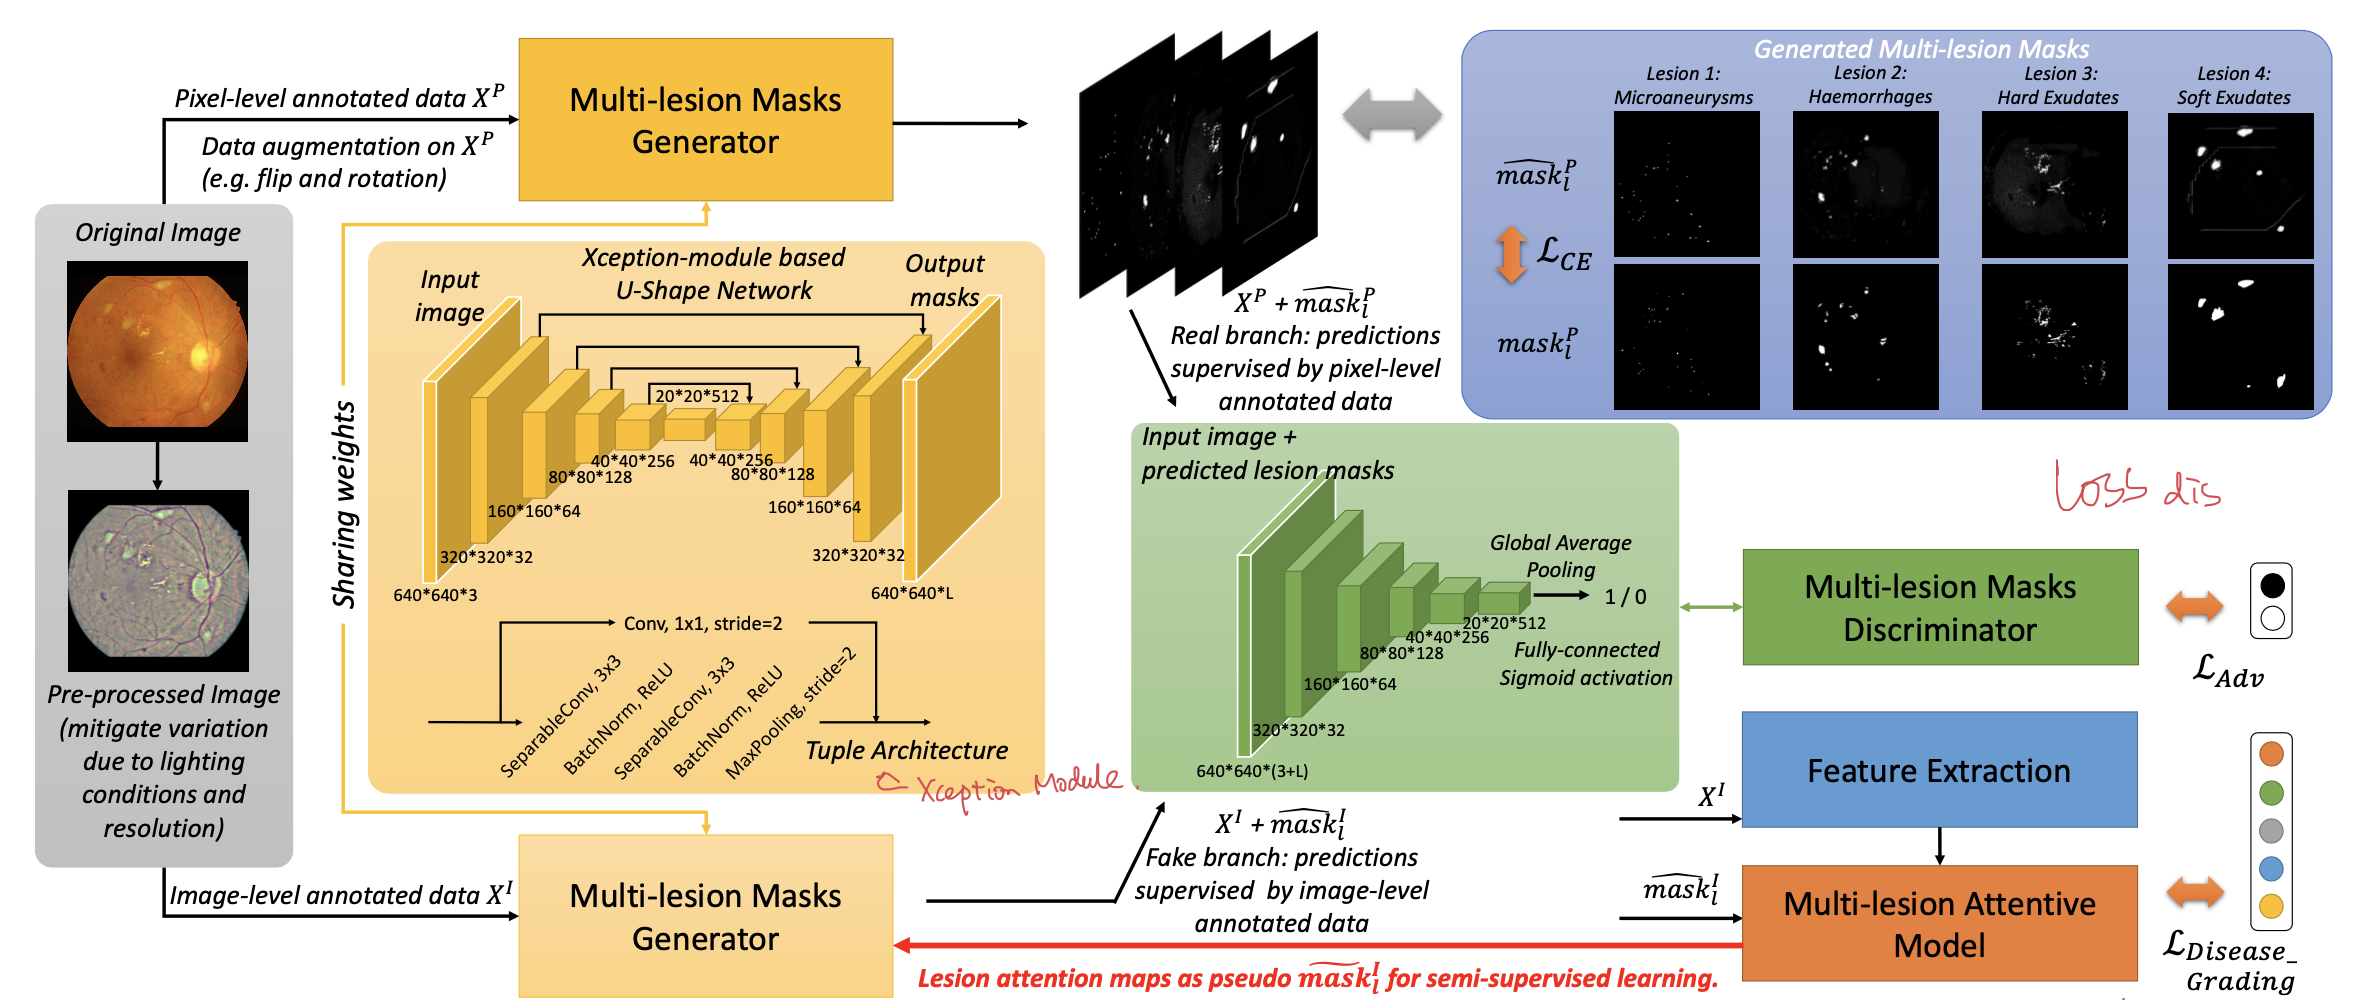 Pixel-level annotated data X^P
Data augmentation on X^P
(e.g. flip and rotation)
Original Image
Pre-processed Image
(mitigate variation
due to lighting
conditions and
resolution)
Image-level annotated data X^I
Multi-lesion Masks
Generator
Sharing weights
Input
image
Xception-module based
U-Shape Network
Output
masks
20*20*512
40*40*256
40*40*256
80*80*128
80*80*128
160*160*64
160*160*64
320*320*32
320*320*32
640*640*3
640*640*L
Conv, 1x1, stride=2
SeparableConv, 3x3
BatchNorm, ReLU
SeparableConv, 3x3
BatchNorm, ReLU
MaxPooling, stride=2
Tuple Architecture
Xception Module.
Multi-lesion Masks
Generator
X^P + \widehat{mask}_l^P
Real branch: predictions
supervised by pixel-level
annotated data
Generated Multi-lesion Masks
Lesion 1:
Microaneurysms
Lesion 2:
Haemorrhages
Lesion 3:
Hard Exudates
Lesion 4:
Soft Exudates
\widehat{mask}_l^P
ℒ_CE
mask_l^P
Input image +
predicted lesion masks
Global Average
Pooling
1 / 0
20*20*512
40*40*256
80*80*128
160*160*64
320*320*32
640*640*(3+L)
Fully-connected
Sigmoid activation
X^I + \widehat{mask}_l^I
Fake branch: predictions
supervised by image-level
annotated data
Loss dis
Multi-lesion Masks
Discriminator
ℒ_Adv
X^I
Feature Extraction
\widehat{mask}_l^I
Multi-lesion Attentive
Model
ℒ_Disease_
Grading
Lesion attention maps as pseudo \widetilde{mask}_l^I for semi-supervised learning.